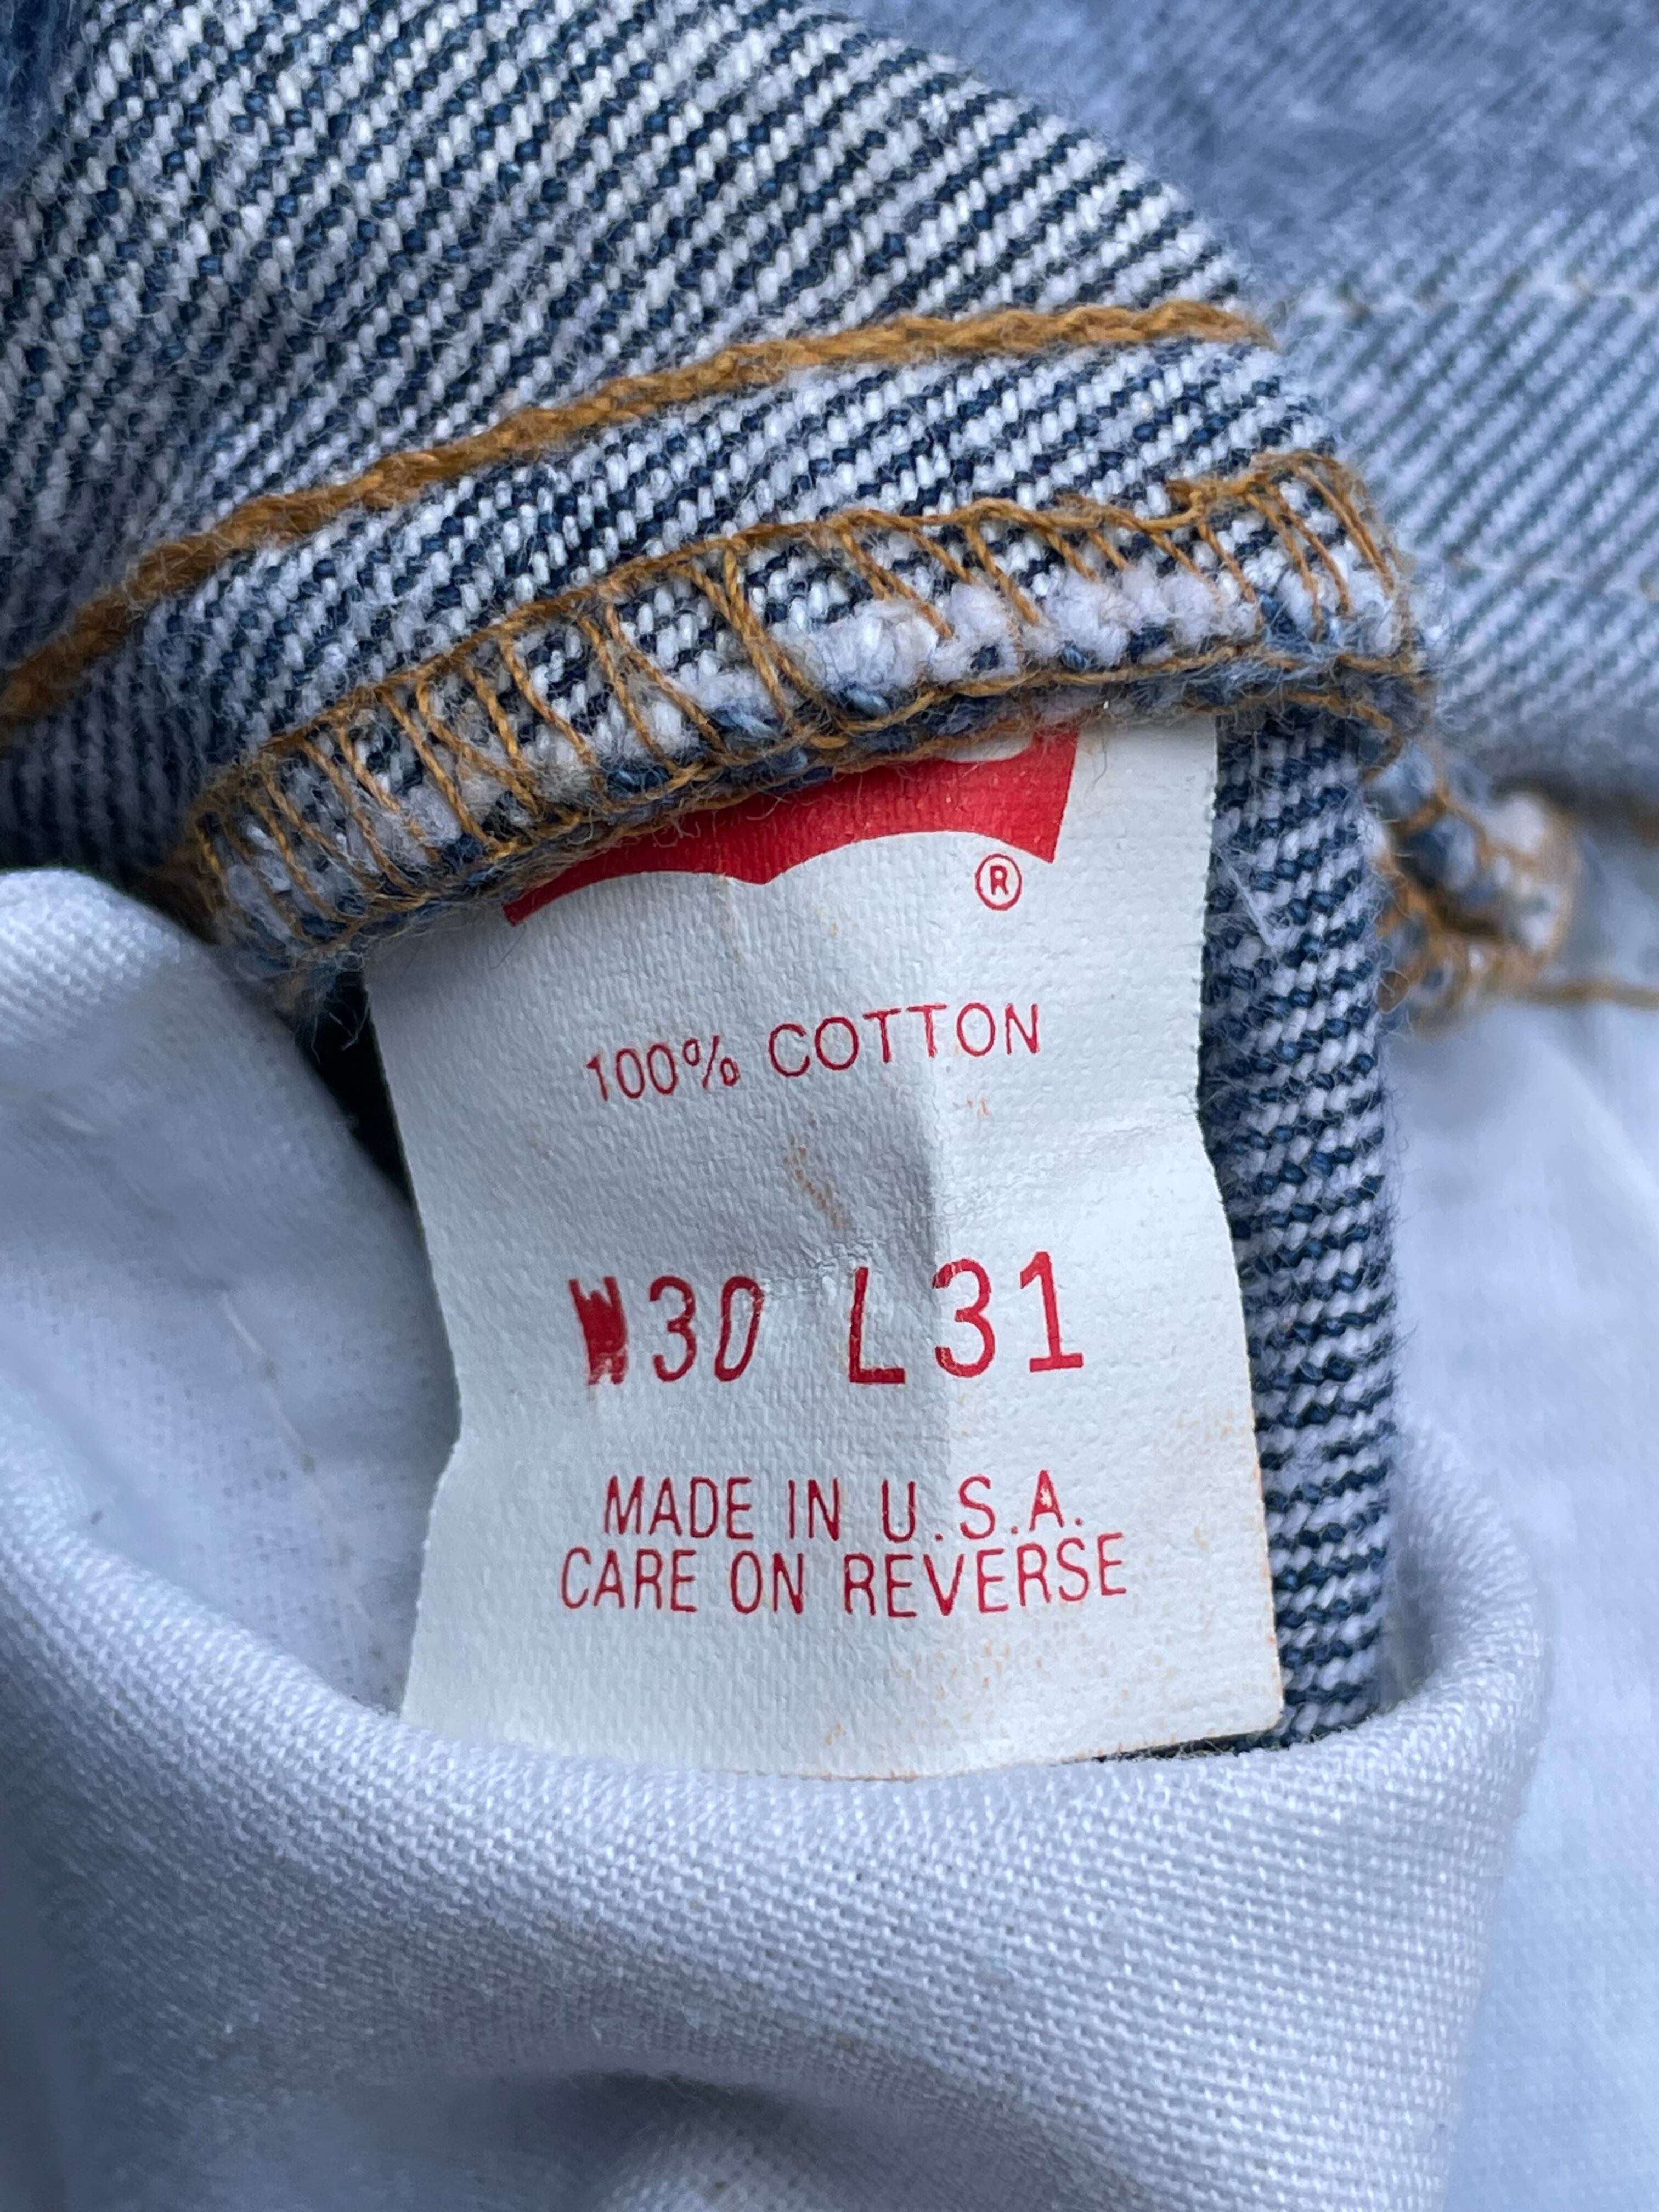 ®
100% COTTON
W30 L31
MADE IN U.S.A.
CARE ON REVERSE